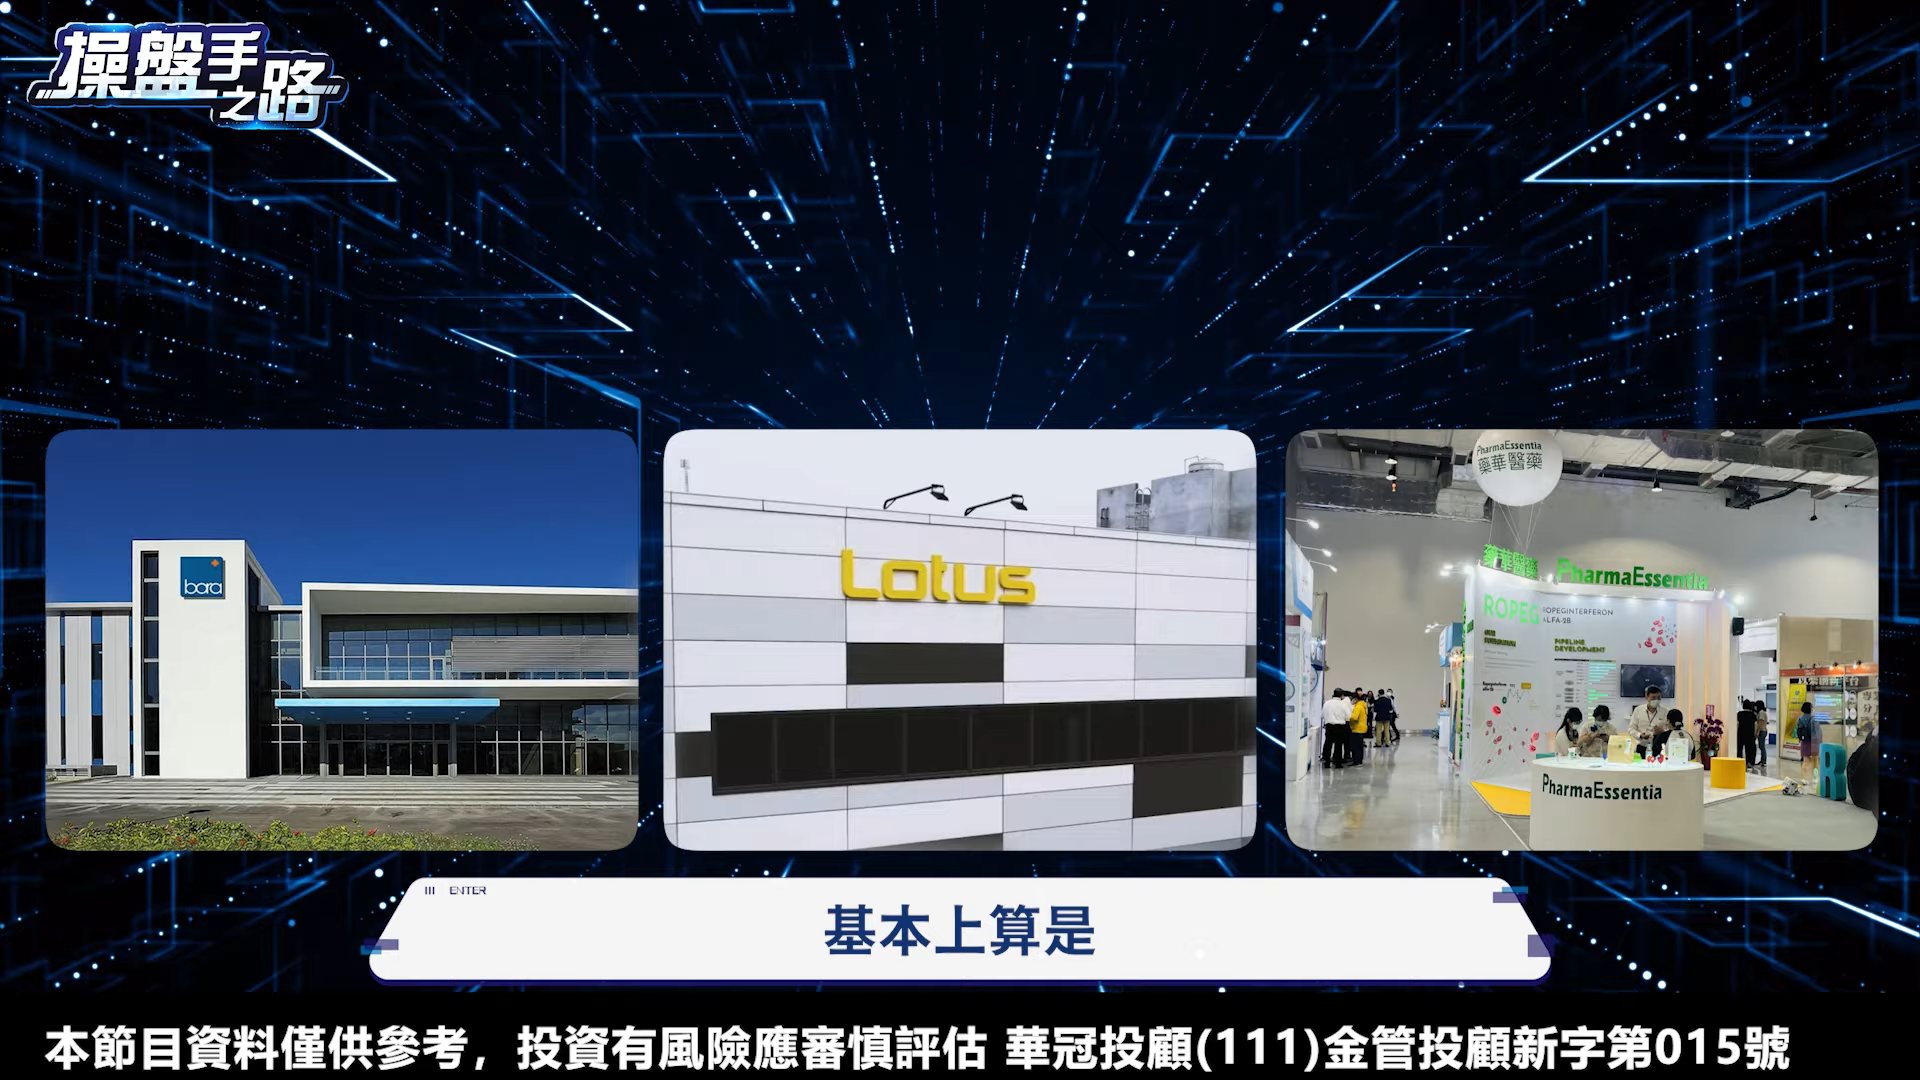 操盤手之路
bora
Lotus
PharmaEssentia
藥華醫藥
藥華醫藥 PharmaEssentia
ROPEG
ROPEGINTERFERON
ALFA-2B
PIPELINE
DEVELOPMENT
PharmaEssentia
R
III ENTER
基本上算是
本節目資料僅供參考，投資有風險應審慎評估 華冠投顧(111)金管投顧新字第015號